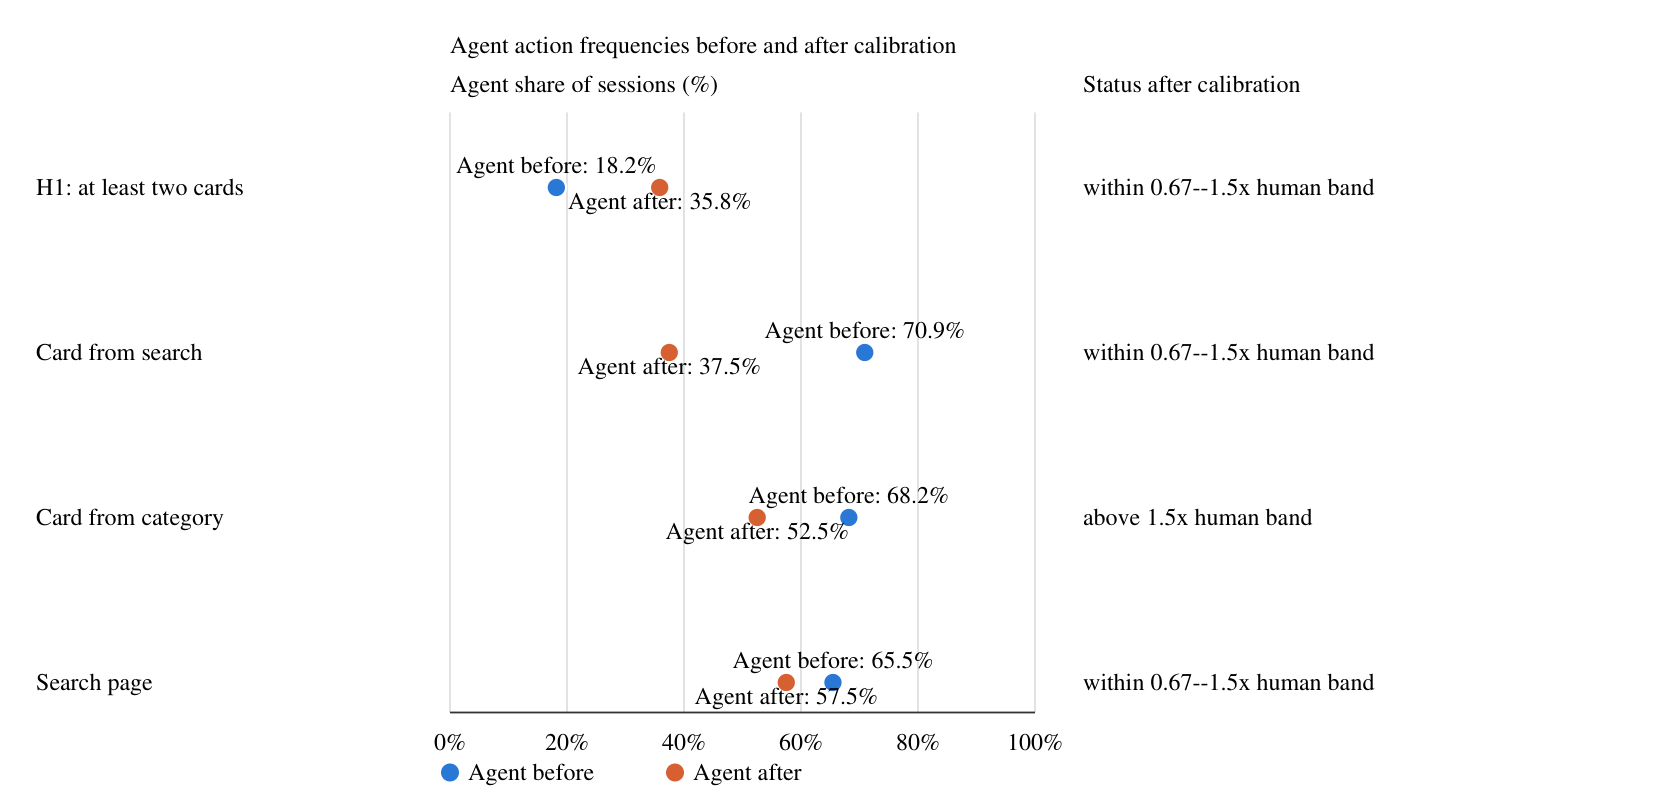 Agent action frequencies before and after calibration
Agent share of sessions (%)
Status after calibration
Agent before: 18.2%
H1: at least two cards
within 0.67--1.5x human band
Agent after: 35.8%
Agent before: 70.9%
Card from search
within 0.67--1.5x human band
Agent after: 37.5%
Agent before: 68.2%
Card from category
above 1.5x human band
Agent after: 52.5%
Agent before: 65.5%
Search page
within 0.67--1.5x human band
Agent after: 57.5%
0% 20% 40% 60% 80% 100%
Agent before Agent after